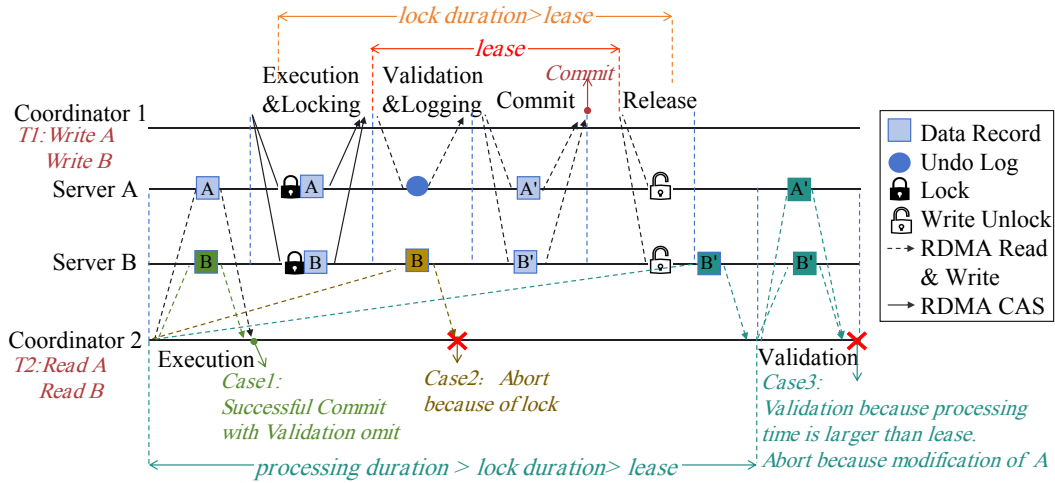 lock duration>lease
lease
Commit
Execution
&Locking
Validation
&Logging
Commit
Release
Coordinator 1
T1:Write A
Write B
Server A
A
A
A'
A'
Server B
B
B
B
B'
B'
B'
Coordinator 2
T2:Read A
Read B
Execution
Validation
Case1:
Successful Commit
with Validation omit
Case2: Abort
because of lock
Case3:
Validation because processing
time is larger than lease.
Abort because modification of A
processing duration > lock duration> lease
Data Record
Undo Log
Lock
Write Unlock
RDMA Read
& Write
RDMA CAS